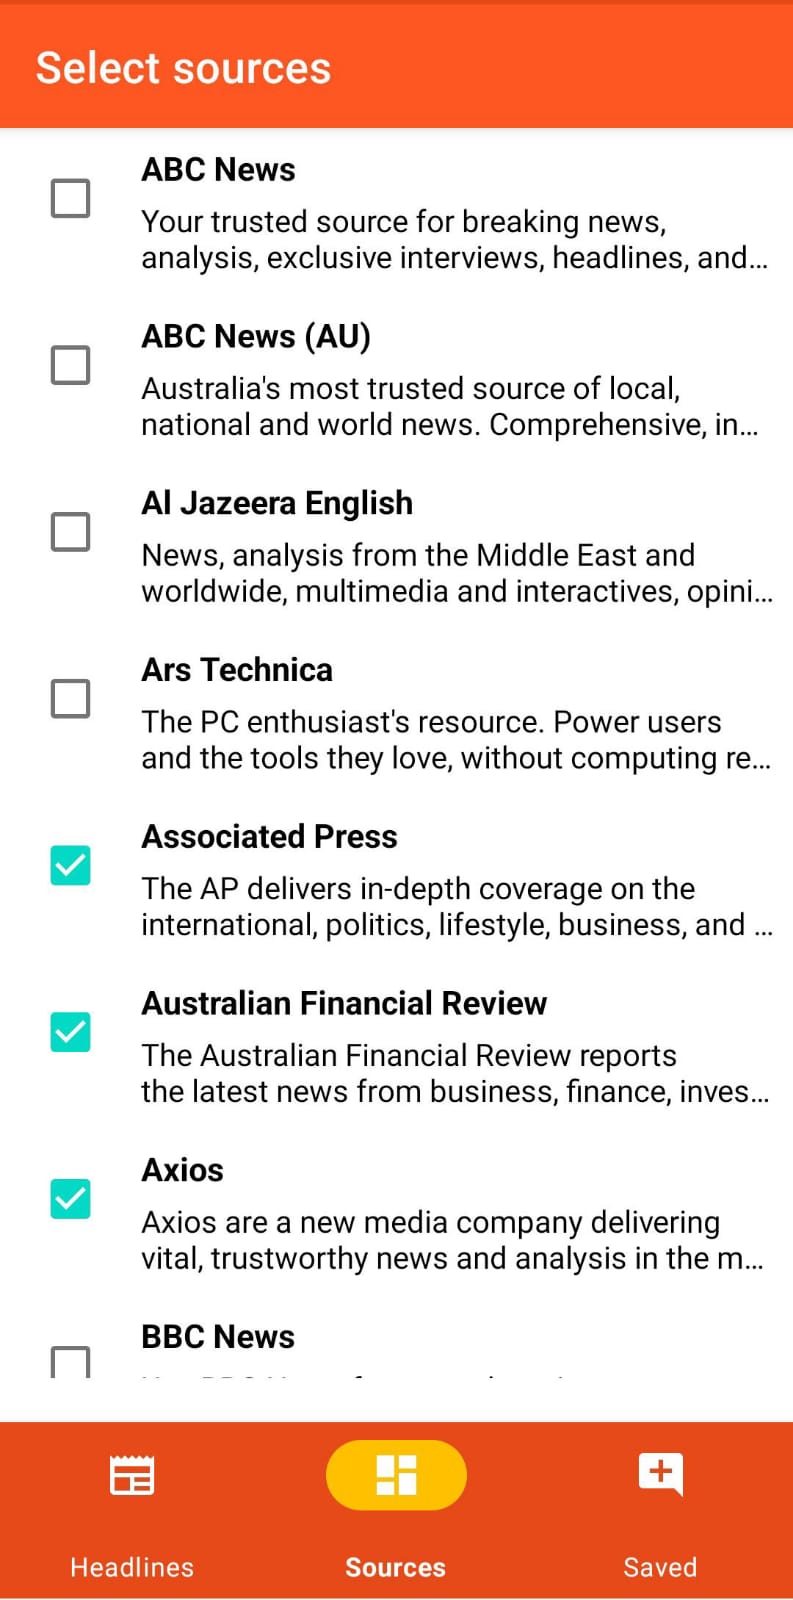 Select sources
ABC News
Your trusted source for breaking news,
analysis, exclusive interviews, headlines, and...
ABC News (AU)
Australia's most trusted source of local,
national and world news. Comprehensive, in...
Al Jazeera English
News, analysis from the Middle East and
worldwide, multimedia and interactives, opini...
Ars Technica
The PC enthusiast's resource. Power users
and the tools they love, without computing re...
Associated Press
The AP delivers in-depth coverage on the
international, politics, lifestyle, business, and ...
Australian Financial Review
The Australian Financial Review reports
the latest news from business, finance, inves...
Axios
Axios are a new media company delivering
vital, trustworthy news and analysis in the m...
BBC News
Headlines
Sources
Saved